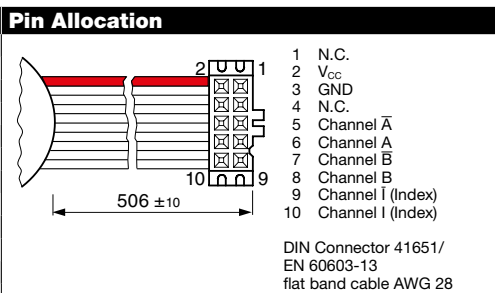 Pin Allocation
2 1
10 9
506 ±10
1 N.C.
2 V_CC
3 GND
4 N.C.
5 Channel A̅
6 Channel A
7 Channel B̅
8 Channel B
9 Channel I̅ (Index)
10 Channel I (Index)
DIN Connector 41651/
EN 60603-13
flat band cable AWG 28